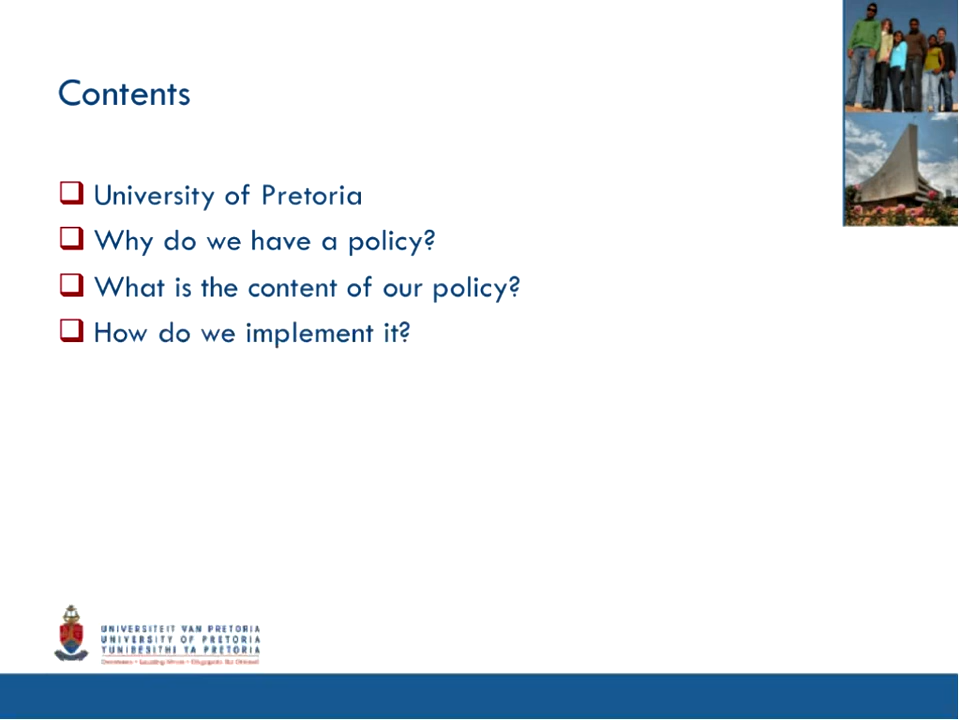 Contents
University of Pretoria
Why do we have a policy?
What is the content of our policy?
How do we implement it?
UNIVERSITEIT VAN PRETORIA
UNIVERSITY OF PRETORIA
YUNIBESITHI YA PRETORIA